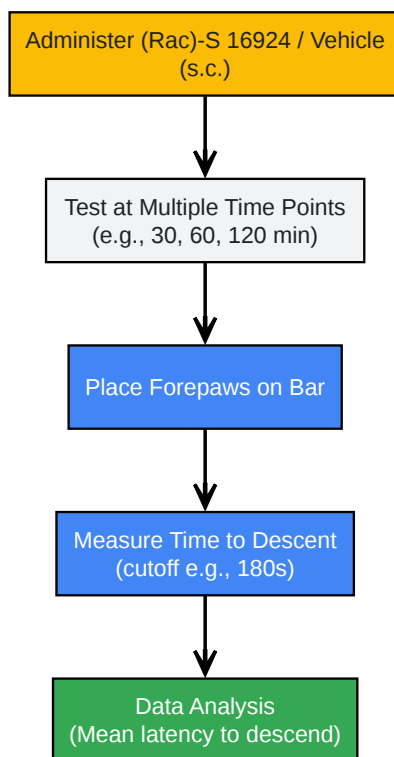 Administer (Rac)-S 16924 / Vehicle
(s.c.)
Test at Multiple Time Points
(e.g., 30, 60, 120 min)
Place Forepaws on Bar
Measure Time to Descent
(cutoff e.g., 180s)
Data Analysis
(Mean latency to descend)